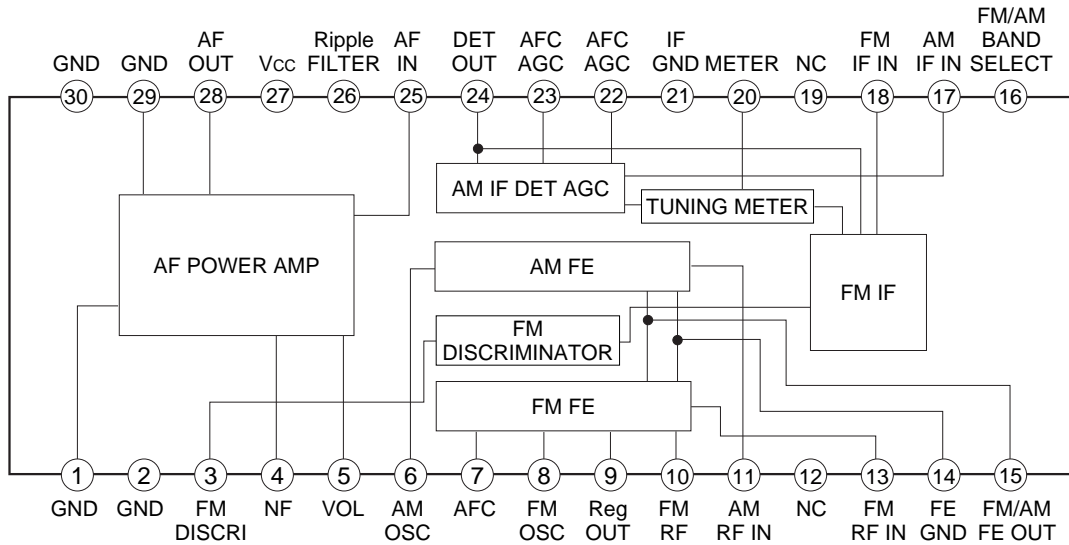 FM/AM
AF Ripple AF DET AFC AFC IF FM AM BAND
GND GND OUT Vcc FILTER IN OUT AGC AGC GND METER NC IF IN IF IN SELECT
30 29 28 27 26 25 24 23 22 21 20 19 18 17 16
AM IF DET AGC
TUNING METER
AF POWER AMP
AM FE
FM IF
FM
DISCRIMINATOR
FM FE
1 2 3 4 5 6 7 8 9 10 11 12 13 14 15
GND GND FM NF VOL AM AFC FM Reg FM AM NC FM FE FM/AM
DISCRI OSC OSC OUT RF RF IN RF IN GND FE OUT